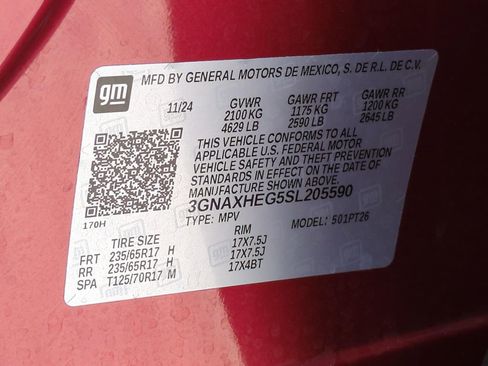 gm
MFD BY GENERAL MOTORS DE MEXICO, S. DE R.L. DE C.V.
11/24 GVWR GAWR FRT GAWR RR
2100 KG 1175 KG 1200 KG
4629 LB 2590 LB 2645 LB
THIS VEHICLE CONFORMS TO ALL
APPLICABLE U.S. FEDERAL MOTOR
VEHICLE SAFETY AND THEFT PREVENTION
STANDARDS IN EFFECT ON THE DATE OF
MANUFACTURE SHOWN ABOVE.
3GNAXHEG5SL205590
170H TYPE: MPV MODEL: 501PT26
TIRE SIZE RIM
FRT 235/65R17 H 17X7.5J
RR 235/65R17 H 17X7.5J
SPA T125/70R17 M 17X4BT